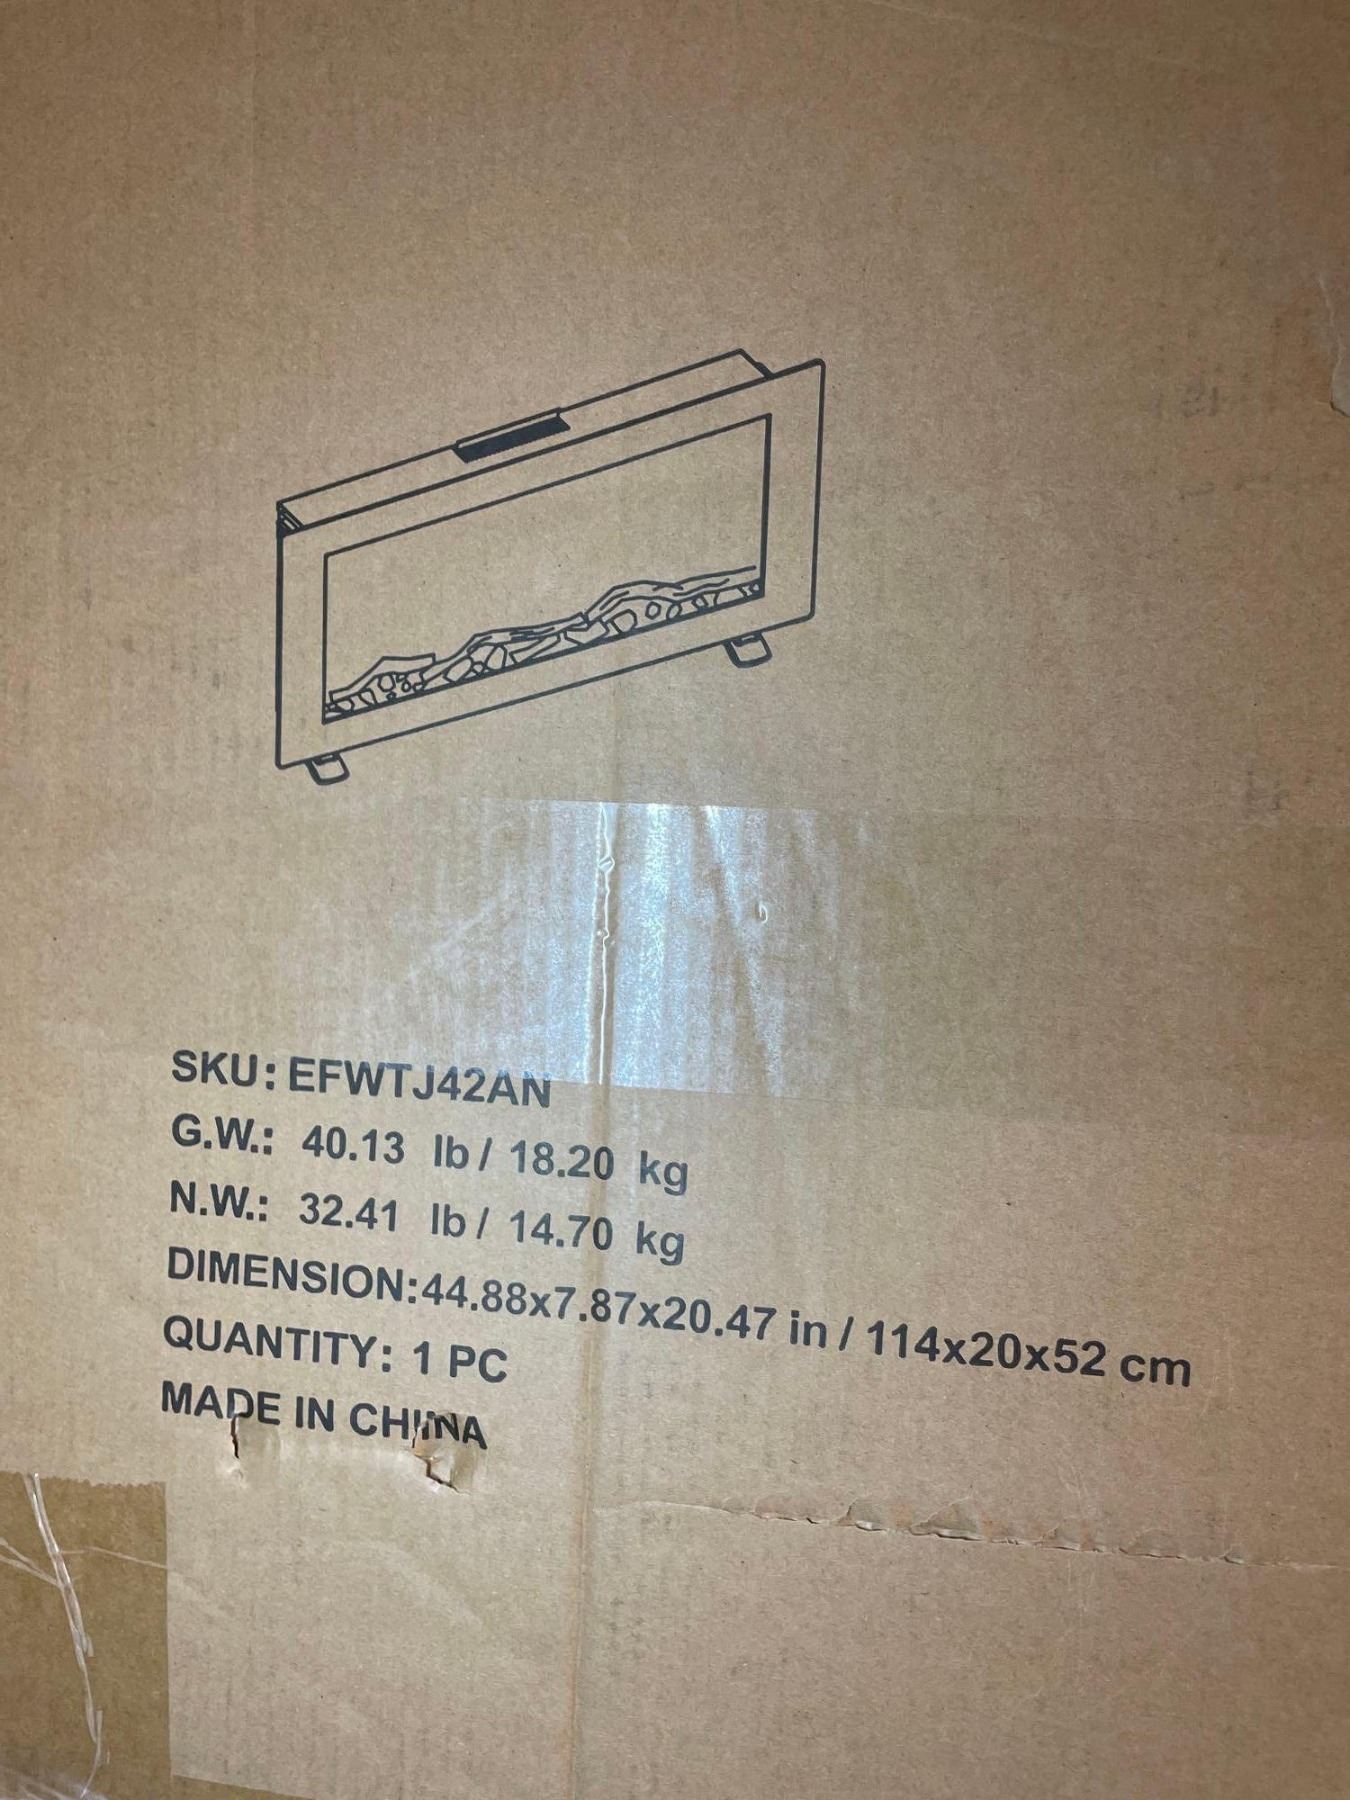 SKU: EFWTJ42AN
G.W.: 40.13 lb / 18.20 kg
N.W.: 32.41 lb / 14.70 kg
DIMENSION:44.88x7.87x20.47 in / 114x20x52 cm
QUANTITY: 1 PC
MADE IN CHINA